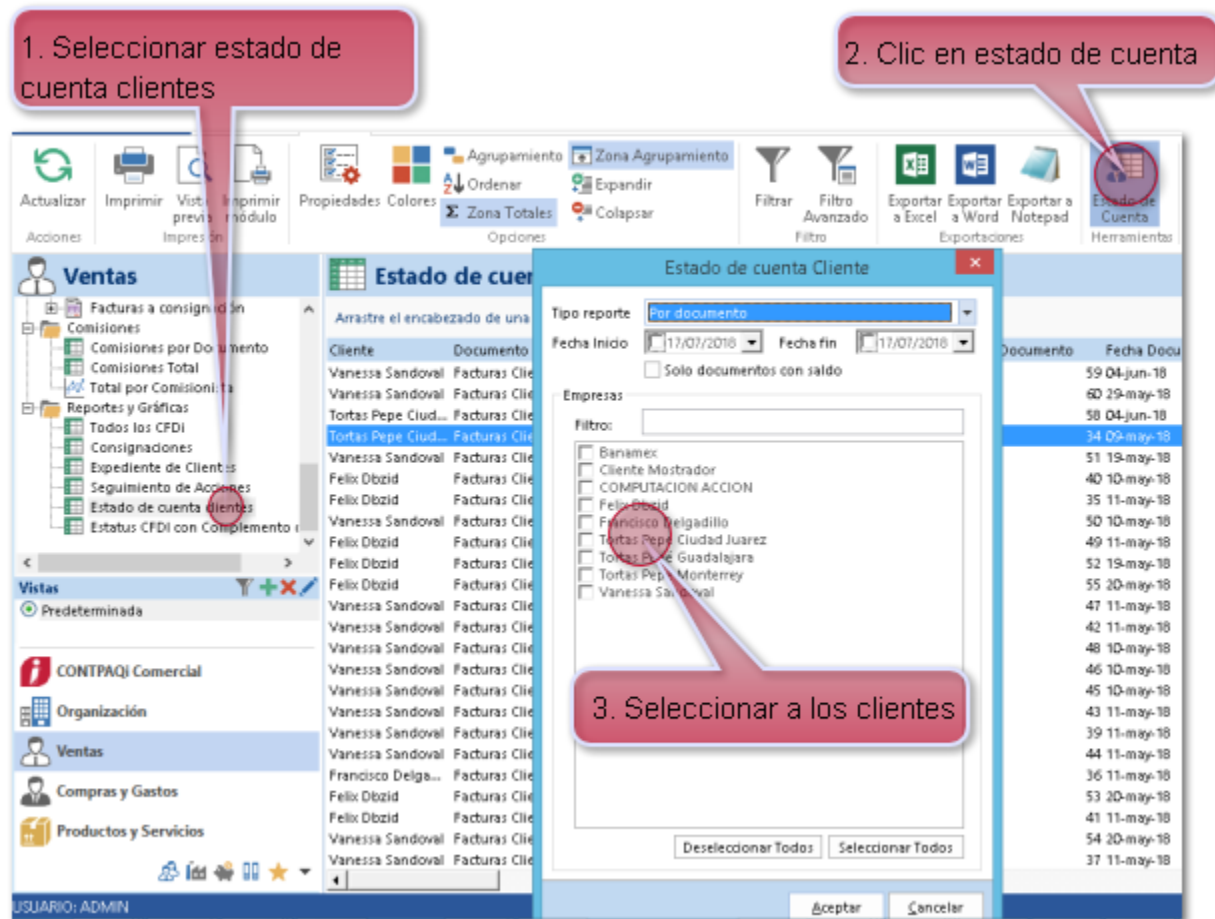 1. Seleccionar estado de
cuenta clientes
2. Clic en estado de cuenta
Actualizar
Imprimir
previa
módulo
Propiedades
Colores
Agrupamiento
Ordenar
Σ Zona Totales
Zona Agrupamiento
Expandir
Colapsar
Filtrar
Filtro
Avanzado
Exportar
a Excel
Exportar
a Word
Exportar a
Notepad
Estado de
Cuenta
Acciones
Impresión
Opciones
Filtro
Exportaciones
Herramientas
Ventas
Facturas a consignación
Comisiones
Comisiones por Documento
Comisiones Total
Total por Comisionista
Reportes y Gráficas
Todos los CFDi
Consignaciones
Expediente de Clientes
Seguimiento de Acciones
Estado de cuenta clientes
Estatus CFDI con Complemento
Vistas
Predeterminada
CONTPAQi Comercial
Organización
Ventas
Compras y Gastos
Productos y Servicios
USUARIO: ADMIN
Estado de cuen
Arrastre el encabezado de una
Cliente Documento Documento Fecha Docu
Vanessa Sandoval Facturas Clie 59 04-jun-18
Vanessa Sandoval Facturas Clie 60 29-may-18
Tortas Pepe Ciud... Facturas Clie 58 04-jun-18
Tortas Pepe Ciud... Facturas Clie 34 09-may-18
Vanessa Sandoval Facturas Clie 51 19-may-18
Felix Dbzid Facturas Clie 40 10-may-18
Felix Dbzid Facturas Clie 35 11-may-18
Vanessa Sandoval Facturas Clie 50 10-may-18
Felix Dbzid Facturas Clie 49 11-may-18
Felix Dbzid Facturas Clie 52 19-may-18
Felix Dbzid Facturas Clie 55 20-may-18
Vanessa Sandoval Facturas Clie 47 11-may-18
Vanessa Sandoval Facturas Clie 42 11-may-18
Vanessa Sandoval Facturas Clie 48 10-may-18
Vanessa Sandoval Facturas Clie 46 10-may-18
Vanessa Sandoval Facturas Clie 45 10-may-18
Vanessa Sandoval Facturas Clie 43 11-may-18
Vanessa Sandoval Facturas Clie 39 11-may-18
Vanessa Sandoval Facturas Clie 44 11-may-18
Francisco Delga... Facturas Clie 36 11-may-18
Felix Dbzid Facturas Clie 53 20-may-18
Felix Dbzid Facturas Clie 41 11-may-18
Vanessa Sandoval Facturas Clie 54 20-may-18
Vanessa Sandoval Facturas Clie 37 11-may-18
Estado de cuenta Cliente
Tipo reporte Por documento
Fecha Inicio 17/07/2018 Fecha fin 17/07/2018
Solo documentos con saldo
Empresas
Filtro:
Banamex
Cliente Mostrador
COMPUTACION ACCION
Felix Dbzid
Francisco Delgadillo
Tortas Pepe Ciudad Juarez
Tortas Pepe Guadalajara
Tortas Pepe Monterrey
Vanessa Sandoval
3. Seleccionar a los clientes
Deseleccionar Todos Seleccionar Todos
Aceptar Cancelar